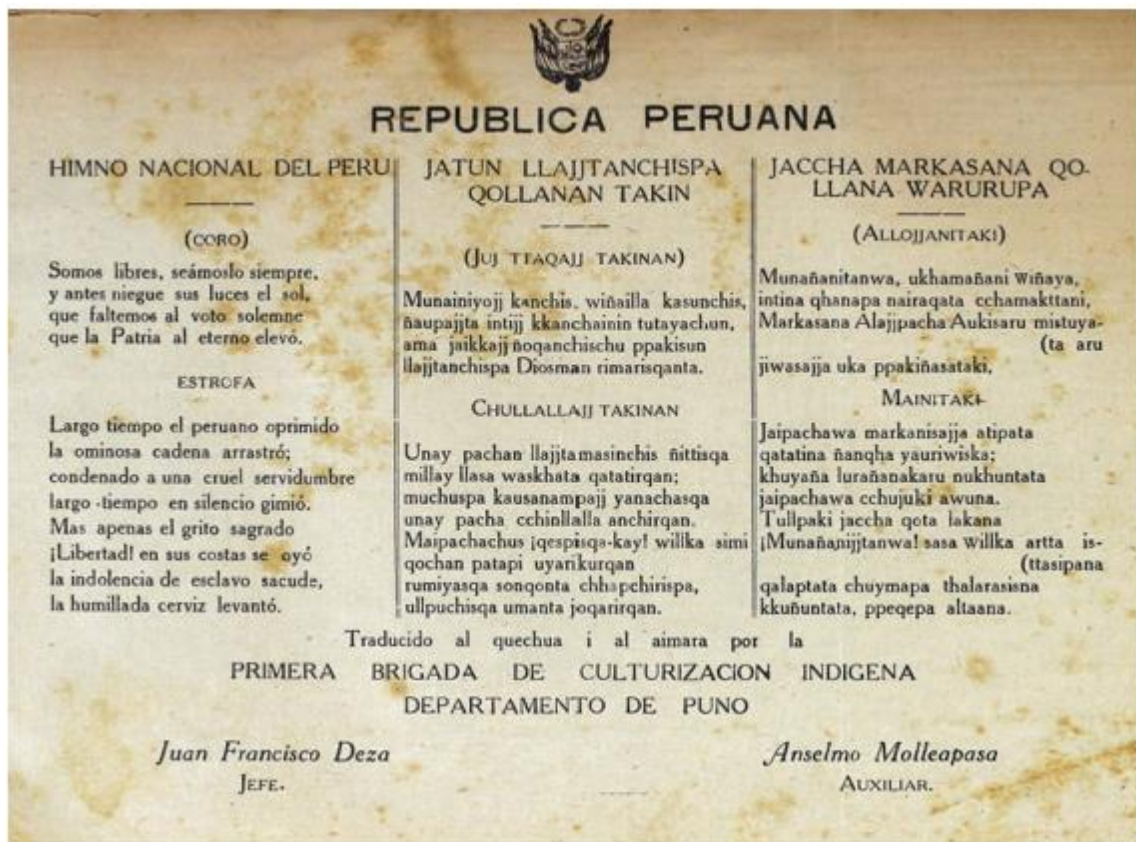 REPUBLICA PERUANA
HIMNO NACIONAL DEL PERU
(CORO)
Somos libres, seámoslo siempre,
y antes niegue sus luces el sol,
que faltemos al voto solemne
que la Patria al eterno elevó.
ESTROFA
Largo tiempo el peruano oprimido
la ominosa cadena arrastró;
condenado a una cruel servidumbre
largo tiempo en silencio gimió.
Mas apenas el grito sagrado
¡Libertad! en sus costas se oyó
la indolencia de esclavo sacude,
la humillada cerviz levantó.
JATUN LLAJJTANCHISPA
QOLLANAN TAKIN
(JUJ TTAQAJJ TAKINAN)
Munainiyojj kanchis, wiñailla kasunchis,
ñaupajjta intijj kkanchainin tutayachun,
ama jaikkajj ñoqanchischu ppakisun
llajjtanchispa Diosman rimarisqanta.
CHULLALLAJJ TAKINAN
Unay pachan llajjtamasinchis ñittisqa
millay llasa waskhata qatatirqan;
muchuspa kausanampajj yanachasqa
unay pacha cchinllalla anchirqan.
Maipachachus ¡qespisqa-kay! willka simi
qochan patapi uyarikurqan
rumiyasqa sonqonta chhapchirispa,
ullpuchisqa umanta joqarirqan.
JACCHA MARKASANA QO-
LLANA WARURUPA
(ALLOJJANITAKI)
Munañanitanwa, ukhamañani wiñaya,
intina qhanapa nairaqata cchamakttani,
Markasana Alajjpacha Aukisaru mistuya-
(ta aru
jiwasajja uka ppakiñasataki.
MAINITAKI
Jaipachawa markanisajja atipata
qatatina ñanqha yauriwiska;
khuyaña lurañanakaru nukhuntata
jaipachawa cchujuki awuna.
Tullpaki jaccha qota lakana
¡Munañanijjtanwa! sasa willka artta is-
(ttasipana
qalaptata chuymapa thalarasisna
kkuñuntata, ppeqepa altaana.
Traducido al quechua i al aimara por la
PRIMERA BRIGADA DE CULTURIZACION INDIGENA
DEPARTAMENTO DE PUNO
Juan Francisco Deza
JEFE.
Anselmo Molleapasa
AUXILIAR.